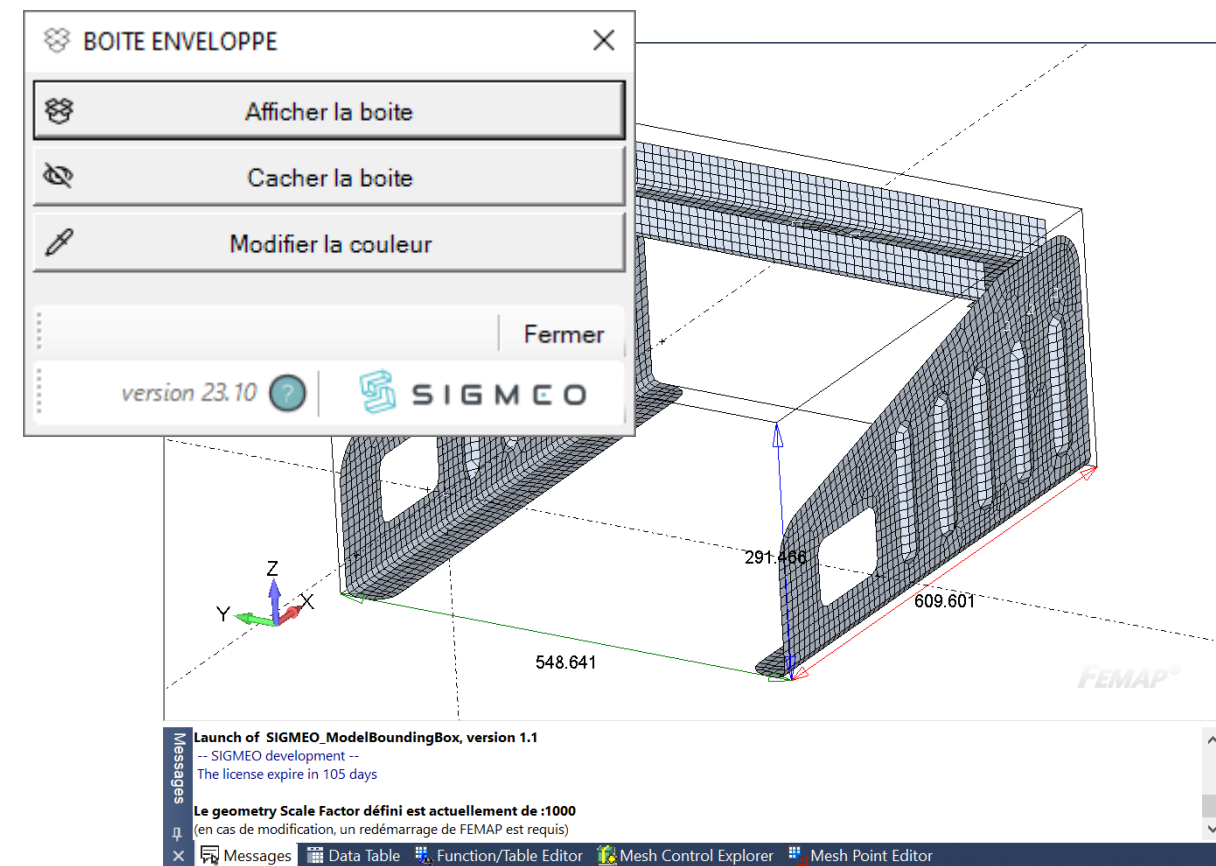 BOITE ENVELOPPE
Afficher la boite
Cacher la boite
Modifier la couleur
Fermer
version 23.10 ?
SIGMEO
291.466
609.601
548.641
Z
Y
X
FEMAP®
Messages
Launch of SIGMEO_ModelBoundingBox, version 1.1
-- SIGMEO development --
The license expire in 105 days
Le geometry Scale Factor défini est actuellement de :1000
(en cas de modification, un redémarrage de FEMAP est requis)
Messages Data Table Function/Table Editor Mesh Control Explorer Mesh Point Editor